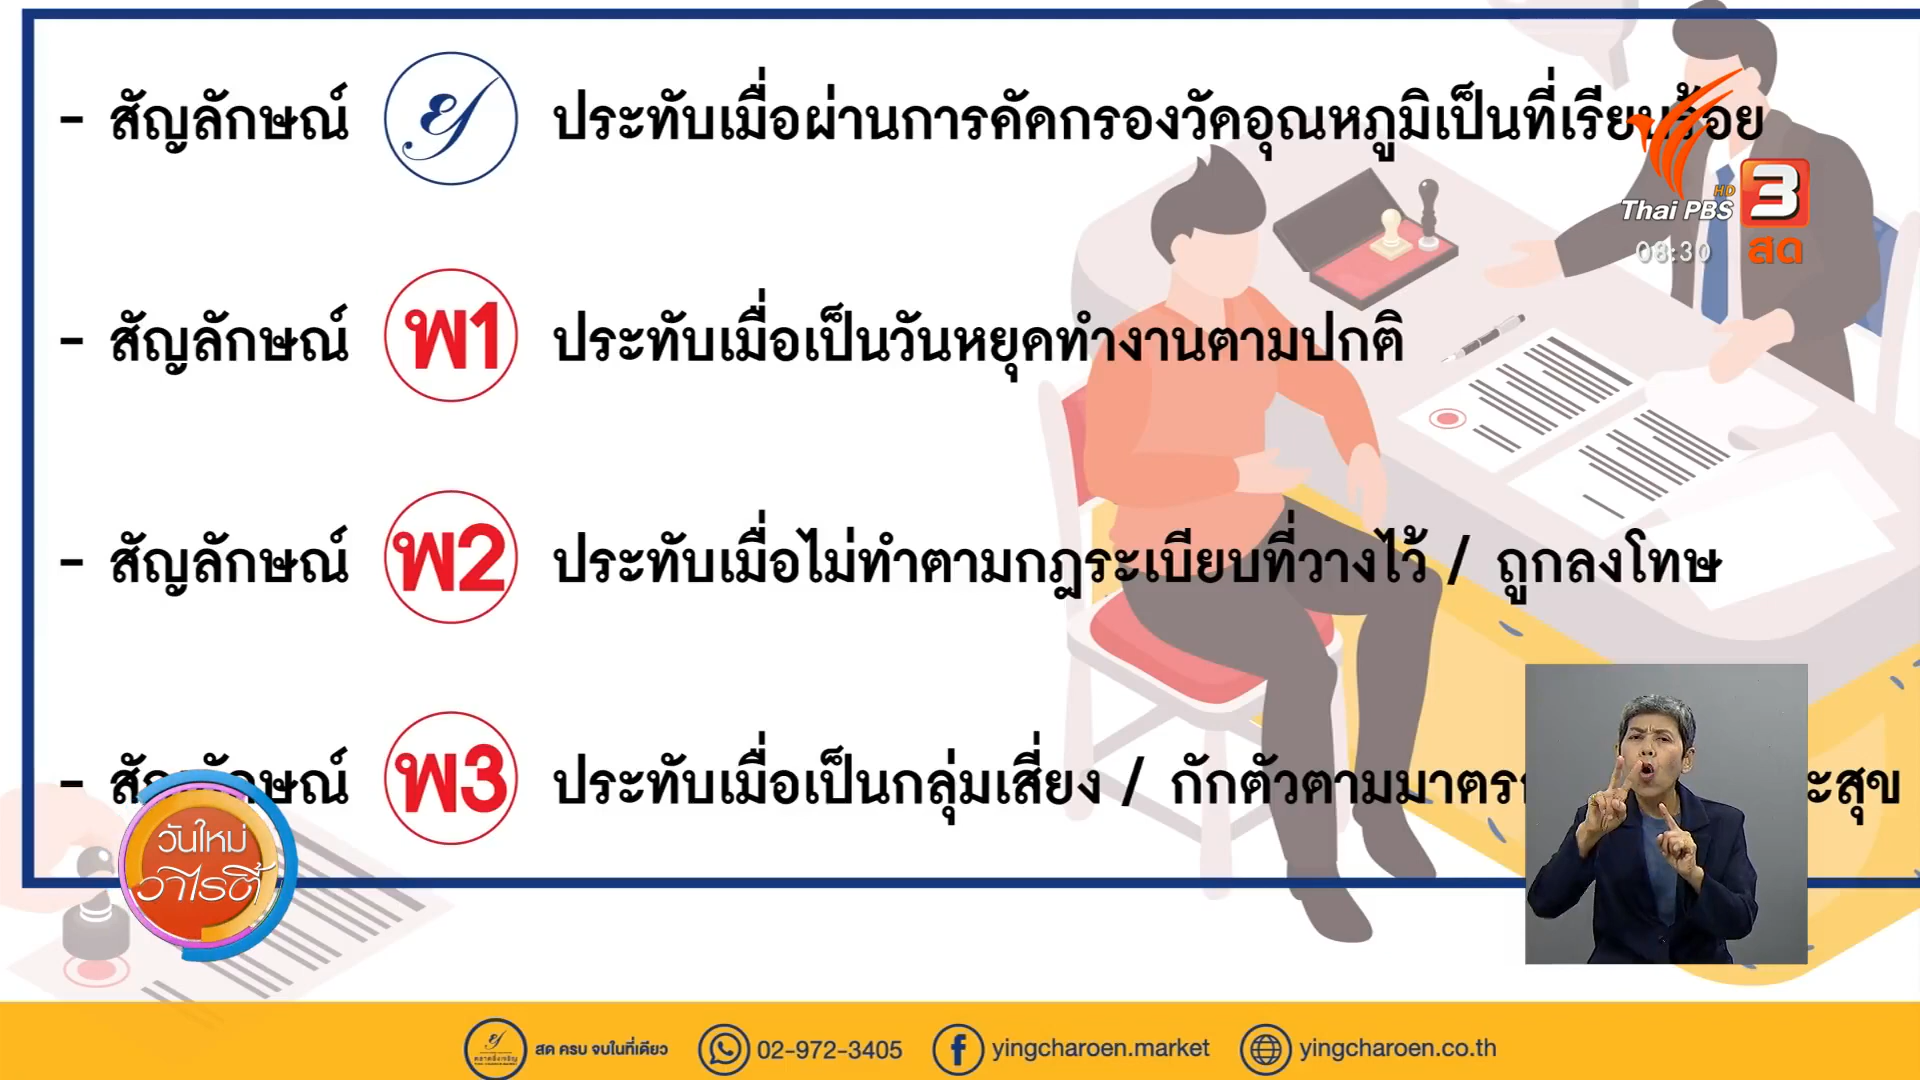 - สัญลักษณ์ ย ประทับเมื่อผ่านการคัดกรองวัดอุณหภูมิเป็นที่เรียบร้อย
HD
Thai PBS 3
08:30 สด
- สัญลักษณ์ พ1 ประทับเมื่อเป็นวันหยุดทำงานตามปกติ
- สัญลักษณ์ พ2 ประทับเมื่อไม่ทำตามกฎระเบียบที่วางไว้ / ถูกลงโทษ
- สัญลักษณ์ พ3 ประทับเมื่อเป็นกลุ่มเสี่ยง / กักตัวตามมาตร ะสุข
วันใหม่
วาไรตี้
สด ครบ จบในที่เดียว 02-972-3405 yingcharoen.market yingcharoen.co.th